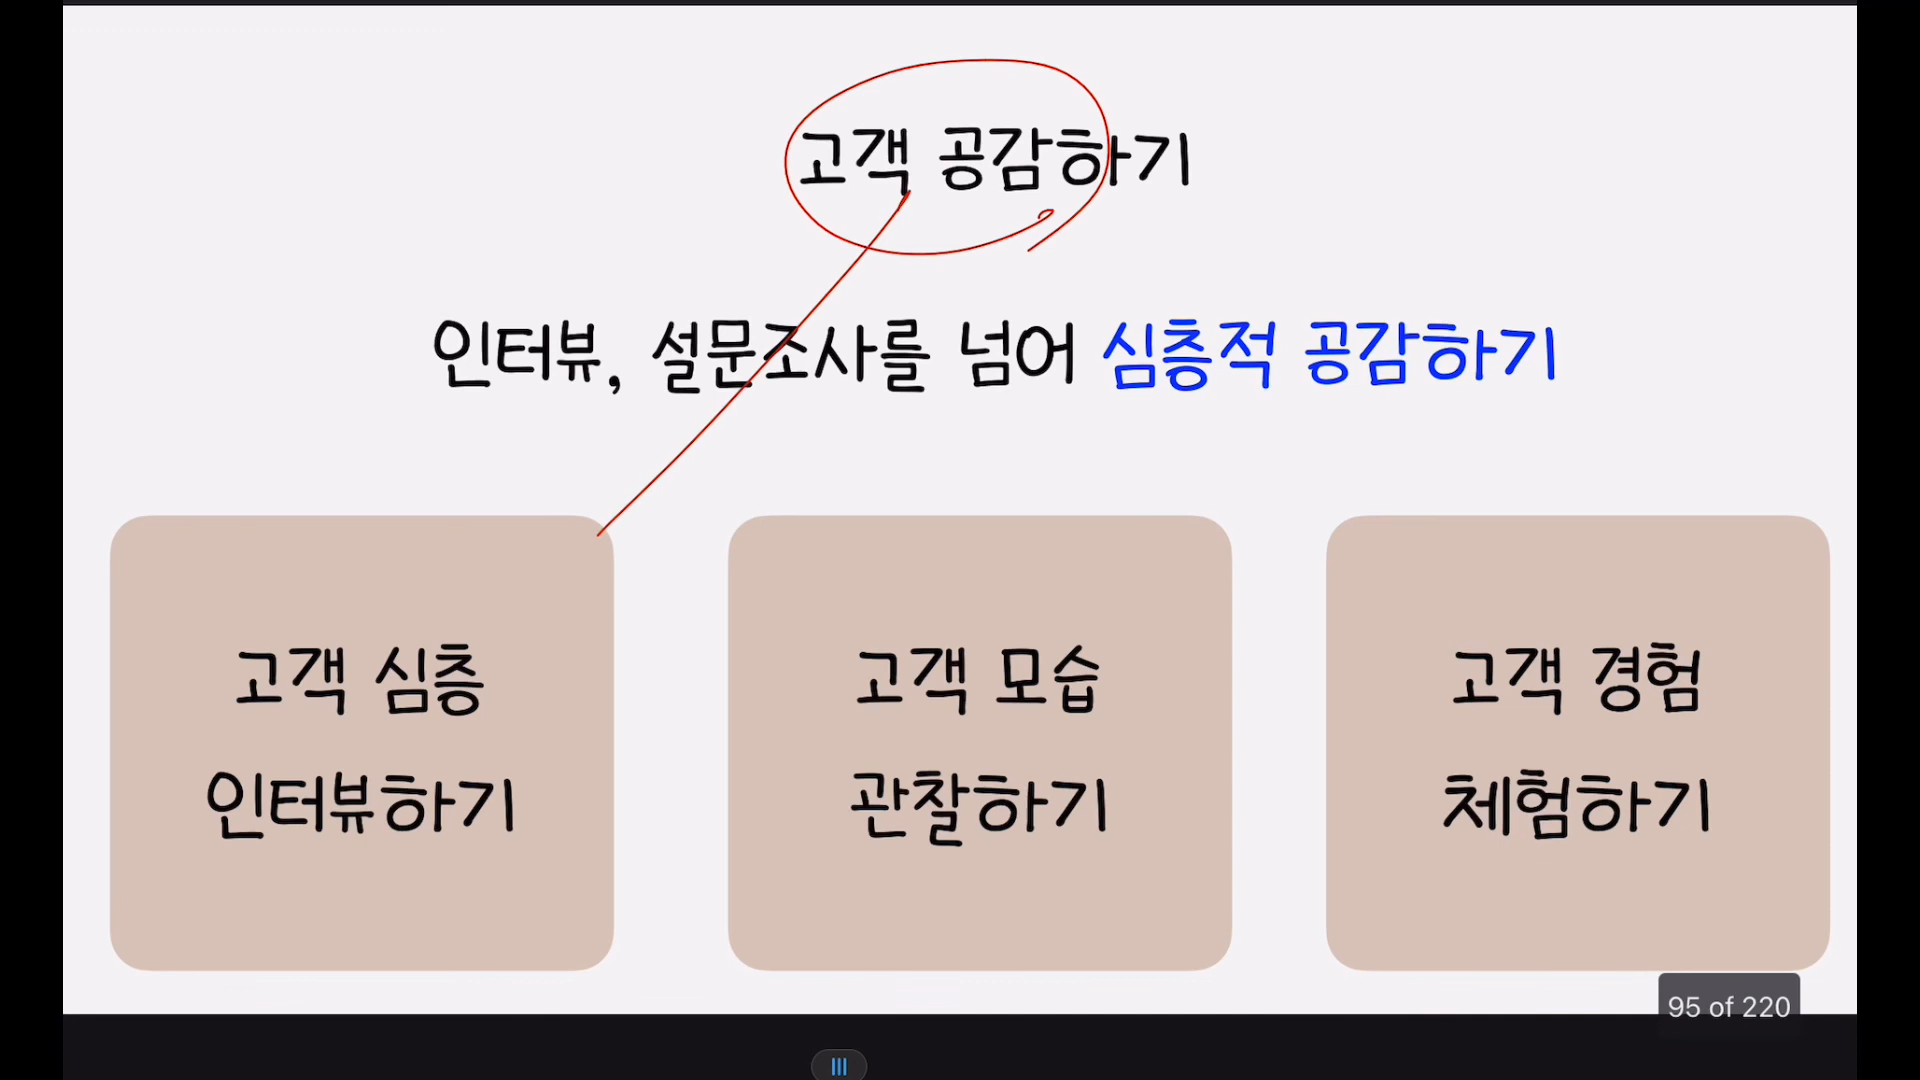 고객 공감하기
인터뷰, 설문조사를 넘어 심층적 공감하기
고객 심층
인터뷰하기
고객 모습
관찰하기
고객 경험
체험하기
95 of 220